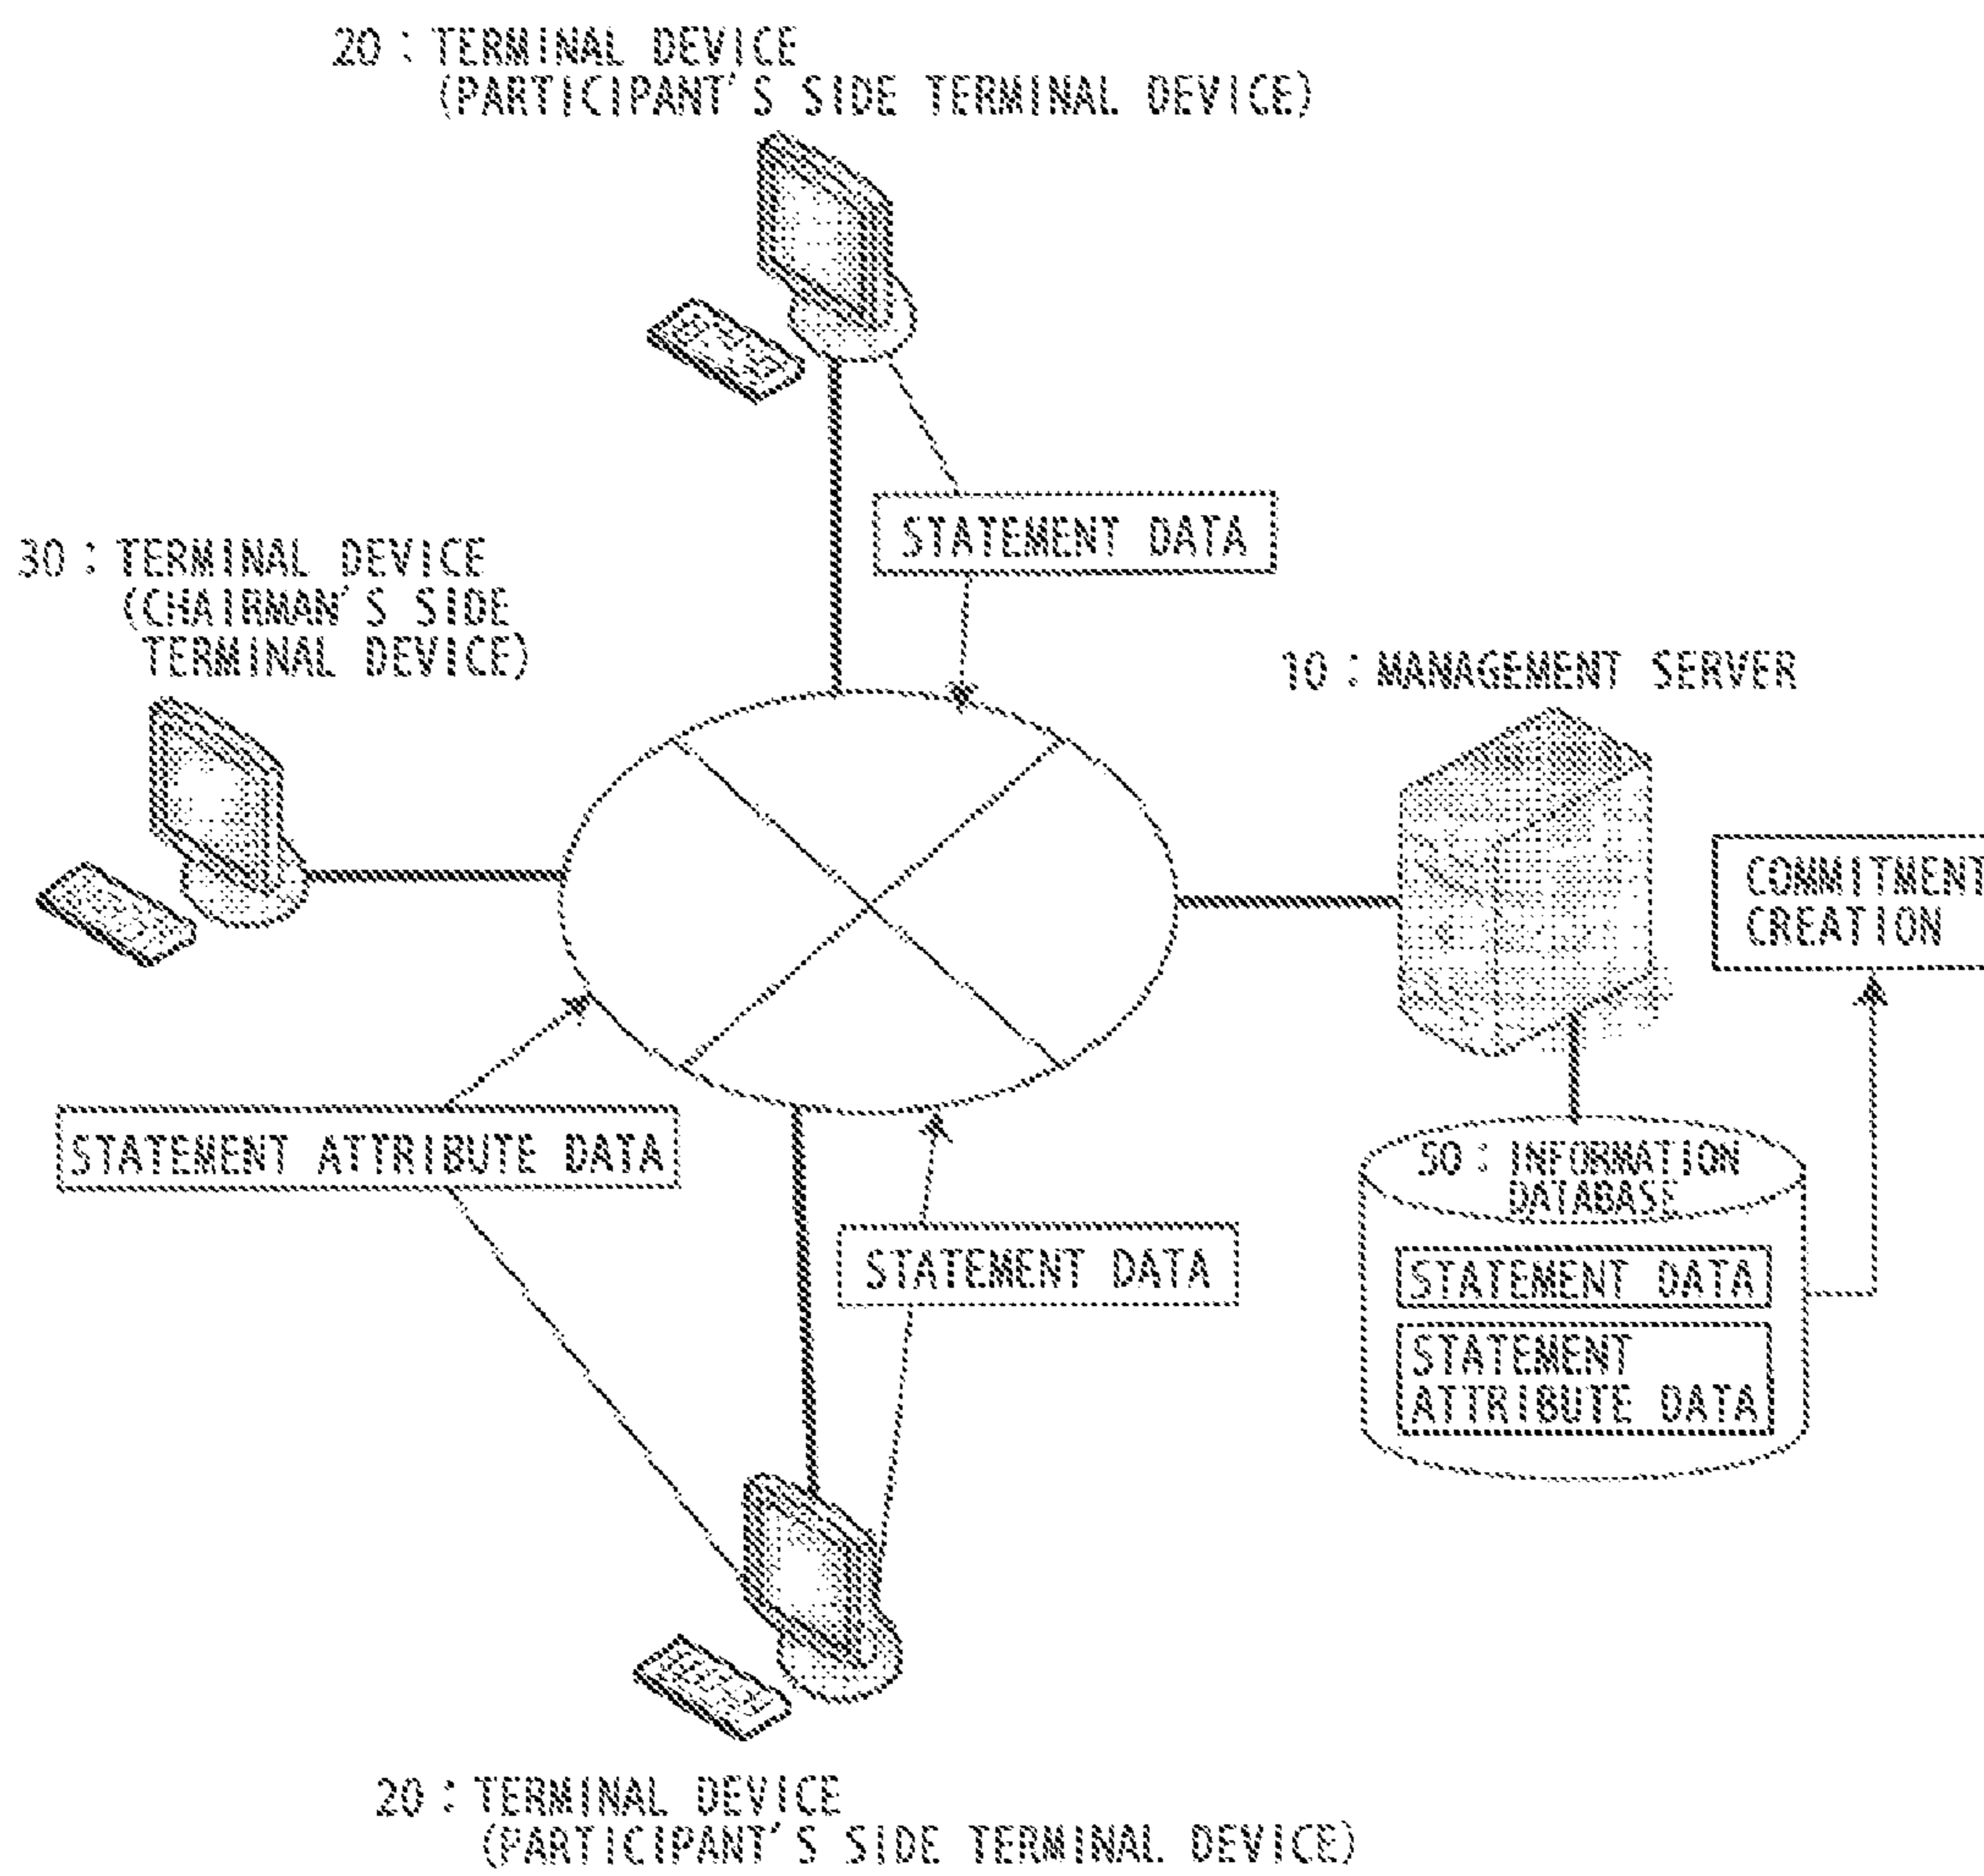 20 : TERMINAL DEVICE
(PARTICIPANT'S SIDE TERMINAL DEVICE)
STATEMENT DATA
30 : TERMINAL DEVICE
(CHAIRMAN'S SIDE
TERMINAL DEVICE)
10 : MANAGEMENT SERVER
COMMITMENT
CREATION
STATEMENT ATTRIBUTE DATA
50 : INFORMATION
DATABASE
STATEMENT DATA
STATEMENT DATA
STATEMENT
ATTRIBUTE DATA
20 : TERMINAL DEVICE
(PARTICIPANT'S SIDE TERMINAL DEVICE)